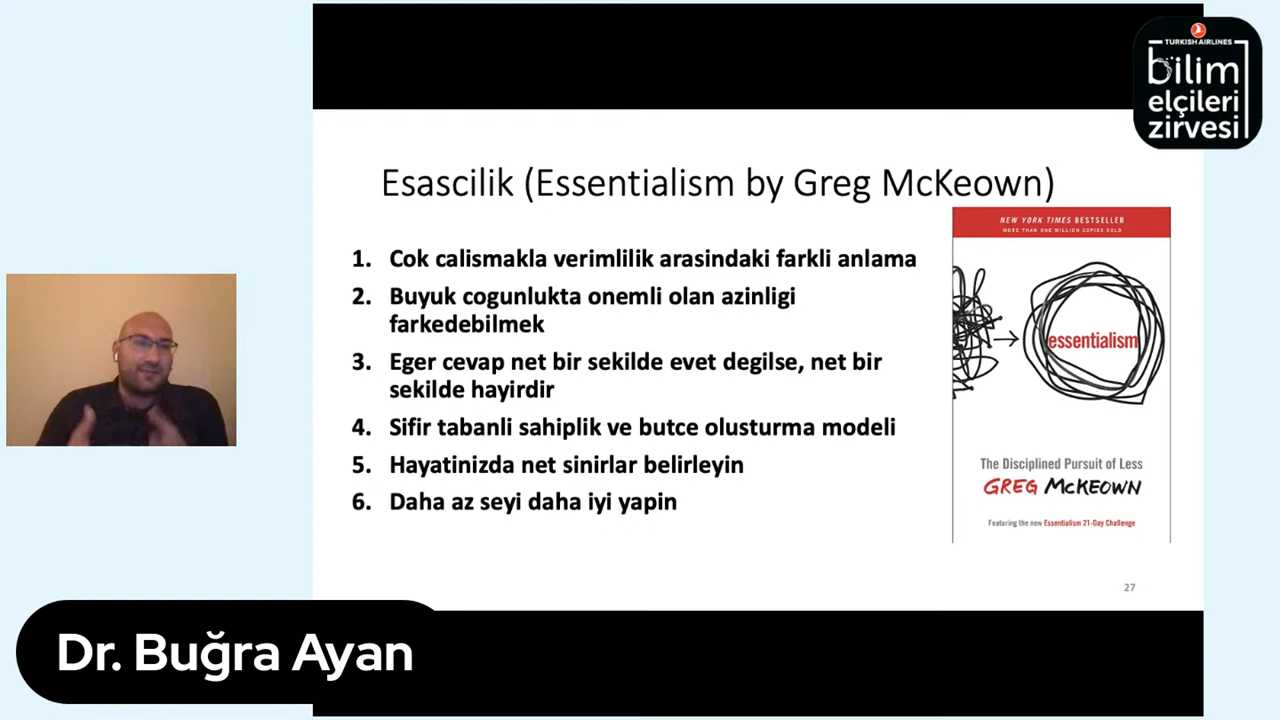 TURKISH AIRLINES
bilim
elçileri
zirvesi
Esascilik (Essentialism by Greg McKeown)
1. Cok calismakla verimlilik arasindaki farkli anlama
2. Buyuk cogunlukta onemli olan azinligi
farkedebilmek
3. Eger cevap net bir sekilde evet degilse, net bir
sekilde hayirdir
4. Sifir tabanli sahiplik ve butce olusturma modeli
5. Hayatinizda net sinirlar belirleyin
6. Daha az seyi daha iyi yapin
NEW YORK TIMES BESTSELLER
MORE THAN ONE MILLION COPIES SOLD
essentialism
The Disciplined Pursuit of Less
GREG McKEOWN
Featuring the new Essentialism 21-Day Challenge
27
Dr. Buğra Ayan